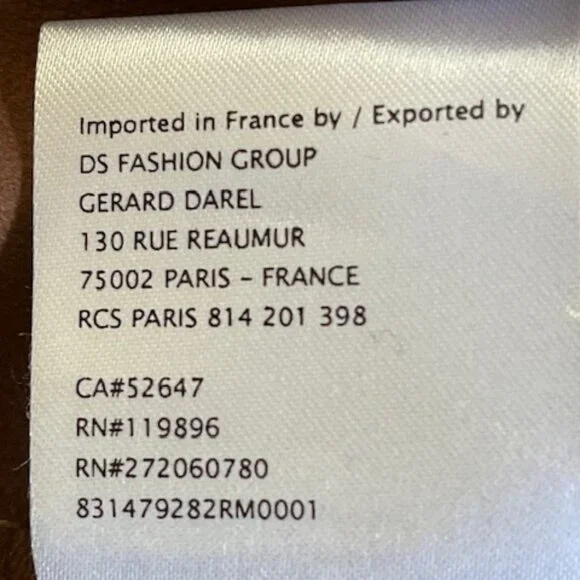 Imported in France by / Exported by
DS FASHION GROUP
GERARD DAREL
130 RUE REAUMUR
75002 PARIS – FRANCE
RCS PARIS 814 201 398
CA#52647
RN#119896
RN#272060780
831479282RM0001